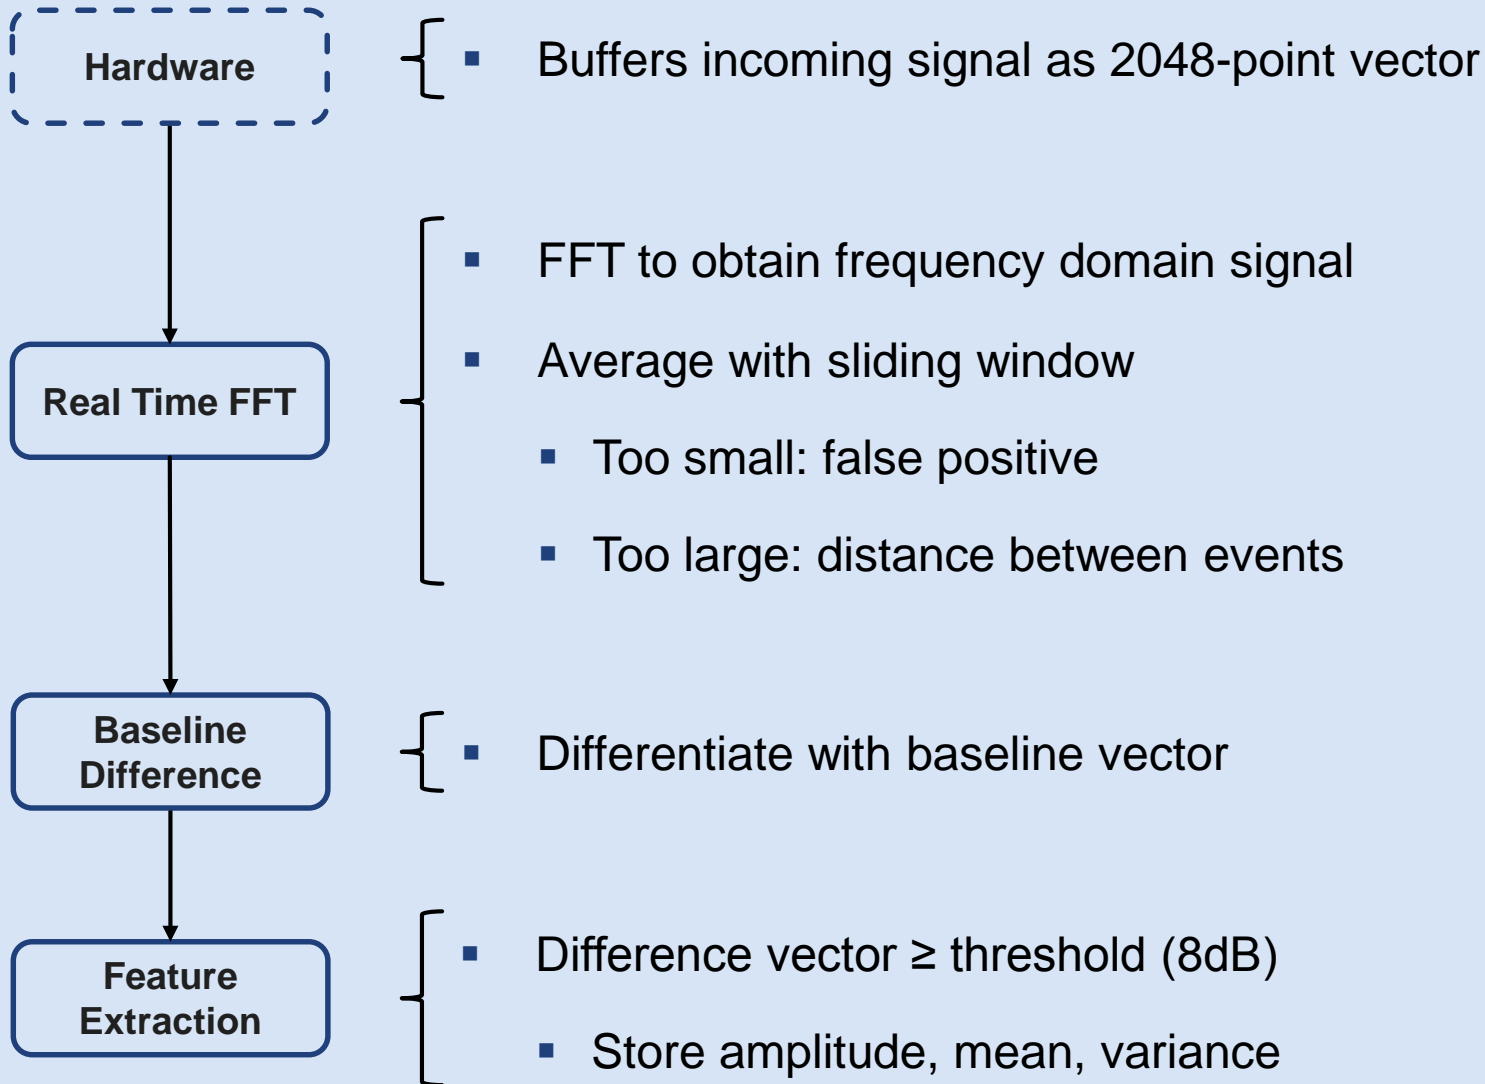 Hardware
Buffers incoming signal as 2048-point vector
Real Time FFT
FFT to obtain frequency domain signal
Average with sliding window
Too small: false positive
Too large: distance between events
Baseline
Difference
Differentiate with baseline vector
Feature
Extraction
Difference vector ≥ threshold (8dB)
Store amplitude, mean, variance